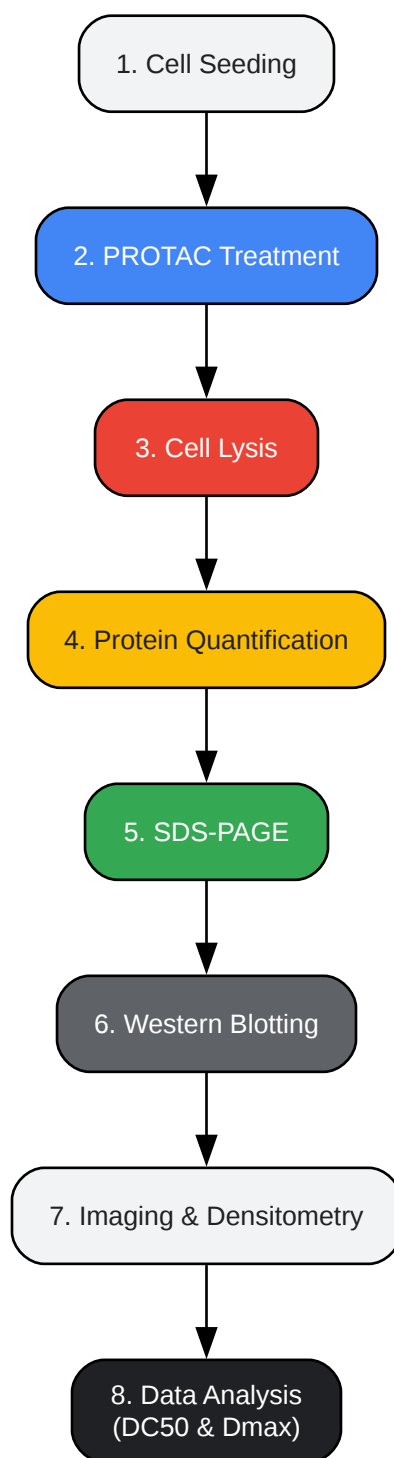 1. Cell Seeding
2. PROTAC Treatment
3. Cell Lysis
4. Protein Quantification
5. SDS-PAGE
6. Western Blotting
7. Imaging & Densitometry
8. Data Analysis
(DC50 & Dmax)